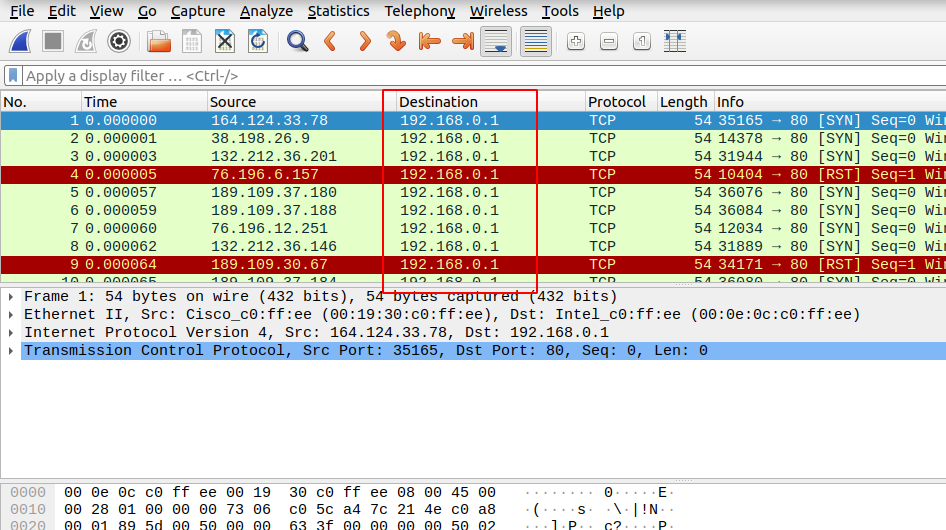 File Edit View Go Capture Analyze Statistics Telephony Wireless Tools Help
Apply a display filter … <Ctrl-/>
No. Time Source Destination Protocol Length Info
1 0.000000 164.124.33.78 192.168.0.1 TCP 54 35165 → 80 [SYN] Seq=0 Wi
2 0.000001 38.198.26.9 192.168.0.1 TCP 54 14378 → 80 [SYN] Seq=0 Wi
3 0.000003 132.212.36.201 192.168.0.1 TCP 54 31944 → 80 [SYN] Seq=0 Wi
4 0.000005 76.196.6.157 192.168.0.1 TCP 54 10404 → 80 [RST] Seq=1 Wi
5 0.000057 189.109.37.180 192.168.0.1 TCP 54 36076 → 80 [SYN] Seq=0 Wi
6 0.000059 189.109.37.188 192.168.0.1 TCP 54 36084 → 80 [SYN] Seq=0 Wi
7 0.000060 76.196.12.251 192.168.0.1 TCP 54 12034 → 80 [SYN] Seq=0 Wi
8 0.000062 132.212.36.146 192.168.0.1 TCP 54 31889 → 80 [SYN] Seq=0 Wi
9 0.000064 189.109.30.67 192.168.0.1 TCP 54 34171 → 80 [RST] Seq=1 Wi
10 0.000065 189.109.37.184 192.168.0.1 TCP 54 36080 → 80 [SYN] Seq=0 Wi
Frame 1: 54 bytes on wire (432 bits), 54 bytes captured (432 bits)
Ethernet II, Src: Cisco_c0:ff:ee (00:19:30:c0:ff:ee), Dst: Intel_c0:ff:ee (00:0e:0c:c0:ff:ee)
Internet Protocol Version 4, Src: 164.124.33.78, Dst: 192.168.0.1
Transmission Control Protocol, Src Port: 35165, Dst Port: 80, Seq: 0, Len: 0
0000 00 0e 0c c0 ff ee 00 19 30 c0 ff ee 08 00 45 00 ········ 0·····E·
0010 00 28 01 00 00 00 73 06 c0 5c a4 7c 21 4e c0 a8 ·(····s· ·\·|!N··
0020 00 01 89 5d 00 50 00 00 63 3f 00 00 00 00 50 02 ···]·P·· c?····P·